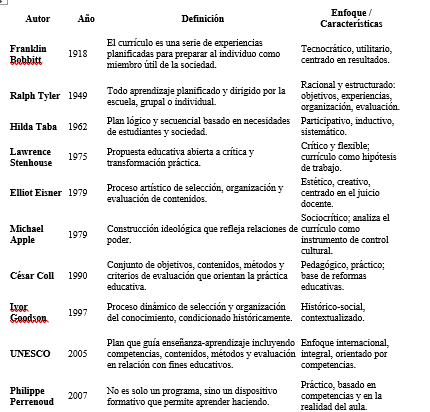 Autor Año Definición Enfoque / Características
Franklin Bobbitt 1918 El currículo es una serie de experiencias planificadas para preparar al individuo como miembro útil de la sociedad. Tecnocrático, utilitario, centrado en resultados.
Ralph Tyler 1949 Todo aprendizaje planificado y dirigido por la escuela, grupal o individual. Racional y estructurado: objetivos, experiencias, organización, evaluación.
Hilda Taba 1962 Plan lógico y secuencial basado en necesidades de estudiantes y sociedad. Participativo, inductivo, sistemático.
Lawrence Stenhouse 1975 Propuesta educativa abierta a crítica y transformación práctica. Crítico y flexible; currículo como hipótesis de trabajo.
Elliot Eisner 1979 Proceso artístico de selección, organización y evaluación de contenidos. Estético, creativo, centrado en el juicio docente.
Michael Apple 1979 Construcción ideológica que refleja relaciones de poder. Sociocrítico; analiza el currículo como instrumento de control cultural.
César Coll 1990 Conjunto de objetivos, contenidos, métodos y criterios de evaluación que orientan la práctica educativa. Pedagógico, práctico; base de reformas educativas.
Ivor Goodson 1997 Proceso dinámico de selección y organización del conocimiento, condicionado históricamente. Histórico-social, contextualizado.
UNESCO 2005 Plan que guía enseñanza-aprendizaje incluyendo competencias, contenidos, métodos y evaluación en relación con fines educativos. Enfoque internacional, integral, orientado por competencias.
Philippe Perrenoud 2007 No es solo un programa, sino un dispositivo formativo que permite aprender haciendo. Práctico, basado en competencias y en la realidad del aula.